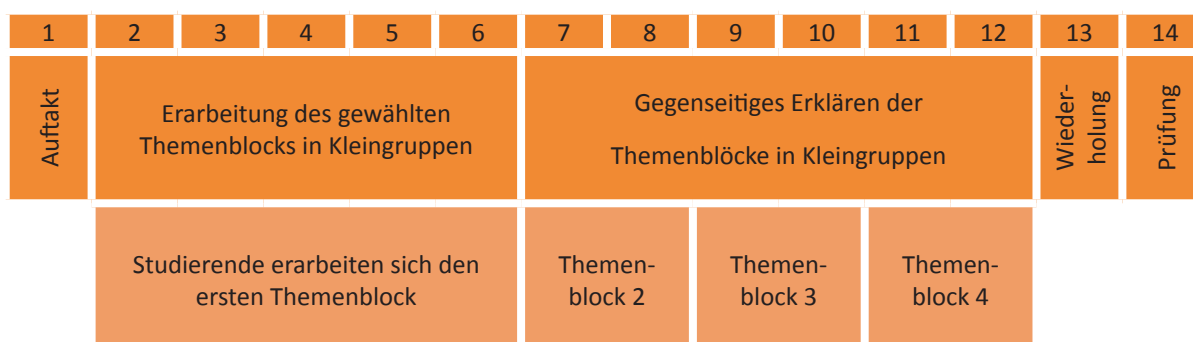 1 2 3 4 5 6 7 8 9 10 11 12 13 14
Auftakt
Erarbeitung des gewählten
Themenblocks in Kleingruppen
Gegenseitiges Erklären der
Themenblöcke in Kleingruppen
Wieder-
holung
Prüfung
Studierende erarbeiten sich den
ersten Themenblock
Themen-
block 2
Themen-
block 3
Themen-
block 4